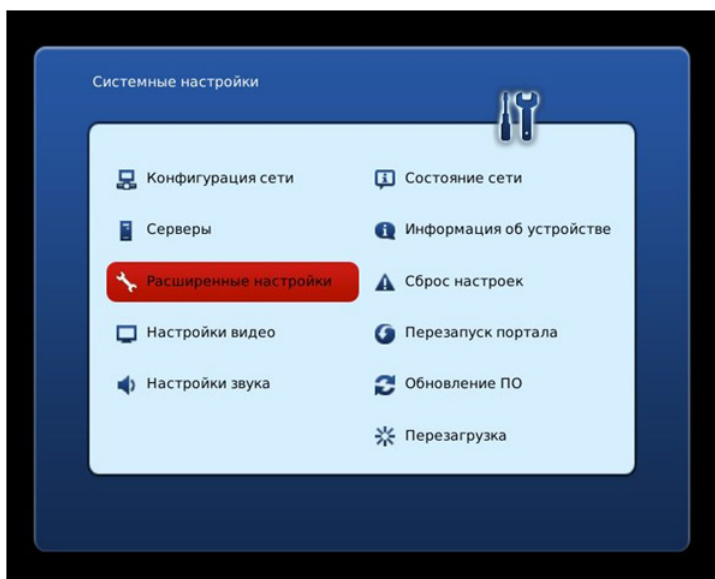 Системные настройки
Конфигурация сети
Состояние сети
Серверы
Информация об устройстве
Расширенные настройки
Сброс настроек
Настройки видео
Перезапуск портала
Настройки звука
Обновление ПО
Перезагрузка